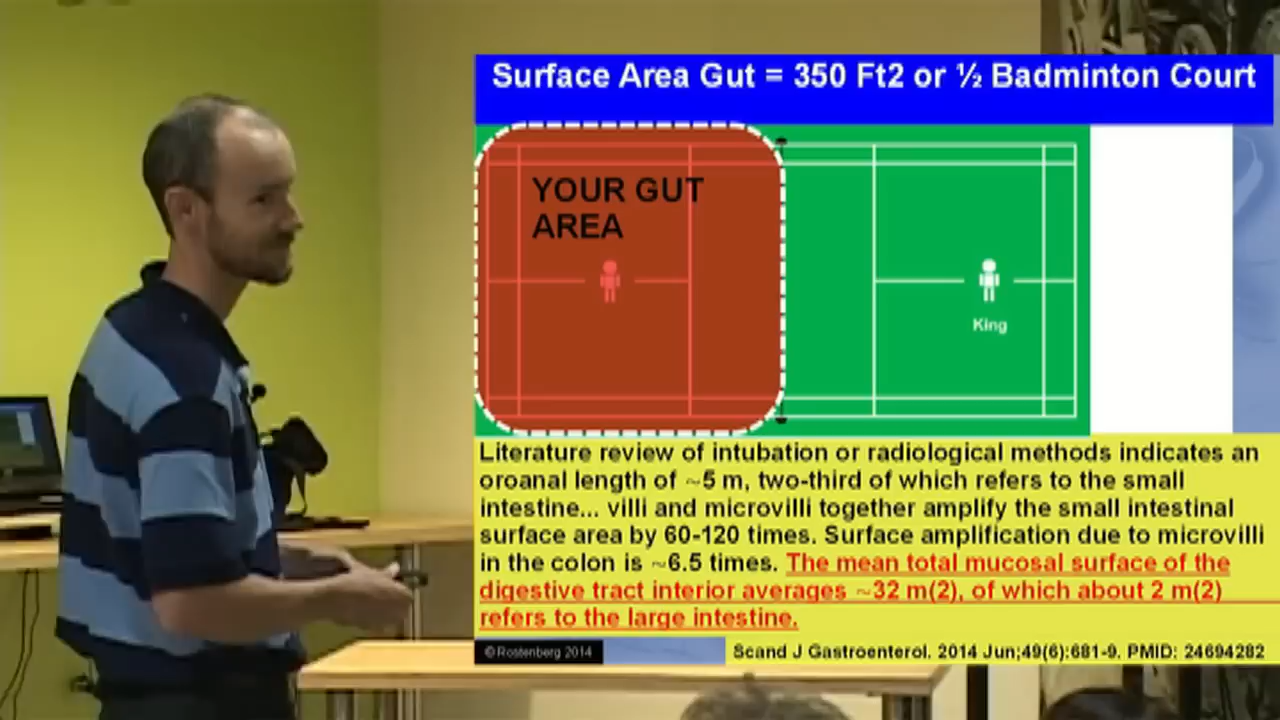 Surface Area Gut = 350 Ft2 or ½ Badminton Court
YOUR GUT
AREA
King
Literature review of intubation or radiological methods indicates an
oroanal length of ~5 m, two-third of which refers to the small
intestine... villi and microvilli together amplify the small intestinal
surface area by 60-120 times. Surface amplification due to microvilli
in the colon is ~6.5 times. The mean total mucosal surface of the
digestive tract interior averages ~32 m(2), of which about 2 m(2)
refers to the large intestine.
© Rostenberg 2014
Scand J Gastroenterol. 2014 Jun;49(6):681-9. PMID: 24694282